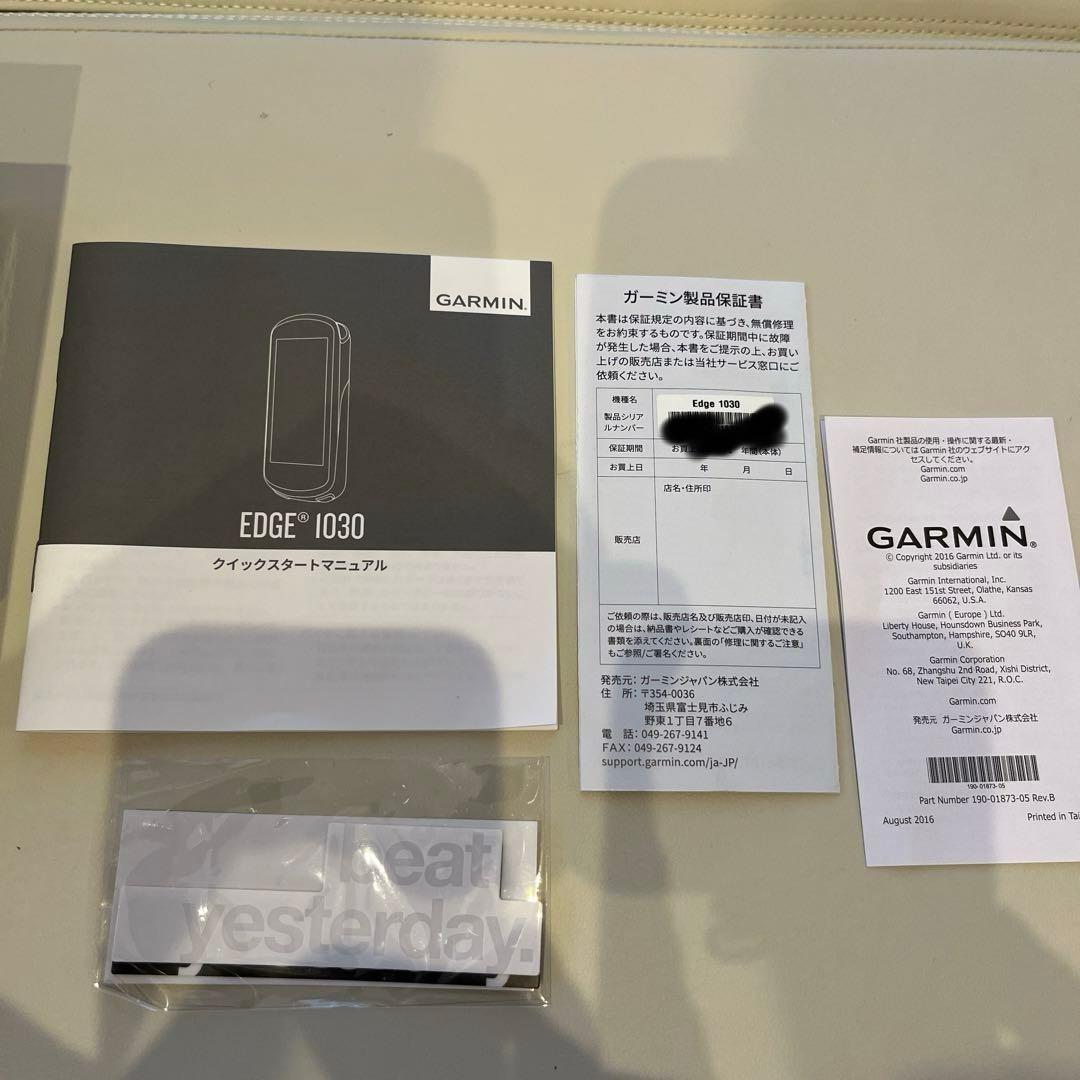 GARMIN.
EDGE® 1030
クイックスタートマニュアル
beat
yesterday.
ガーミン製品保証書
本書は保証規定の内容に基づき、無償修理
をお約束するものです。保証期間中に故障
が発生した場合、本書をご提示の上、お買い
上げの販売店または当社サービス窓口にご
依頼ください。
機種名
Edge 1030
製品シリア
ルナンバー
保証期間
お買上
年間(本体)
お買上日
年 月 日
店名・住所印
販売店
ご依頼の際は、販売店名及び販売店印、日付が未記入
の場合は、納品書やレシートなどご購入が確認できる
書類を添えてください。裏面の「修理に関するご注意」
もご参照/ご署名ください。
発売元：ガーミンジャパン株式会社
住 所：〒354-0036
埼玉県富士見市ふじみ
野東1丁目7番地6
電 話：049-267-9141
FAX：049-267-9124
support.garmin.com/ja-JP/
Garmin 社製品の使用・操作に関する最新・
補足情報については Garmin 社のウェブサイトにアク
セスしてください。
Garmin.com
Garmin.co.jp
GARMIN®
© Copyright 2016 Garmin Ltd. or its
subsidiaries
Garmin International, Inc.
1200 East 151st Street, Olathe, Kansas
66062, U.S.A.
Garmin ( Europe ) Ltd.
Liberty House, Hounsdown Business Park,
Southampton, Hampshire, SO40 9LR,
U.K.
Garmin Corporation
No. 68, Zhangshu 2nd Road, Xishi District,
New Taipei City 221, R.O.C.
Garmin.com
発売元 ガーミンジャパン株式会社
Garmin.co.jp
190-01873-05
Part Number 190-01873-05 Rev.B
August 2016
Printed in Tai